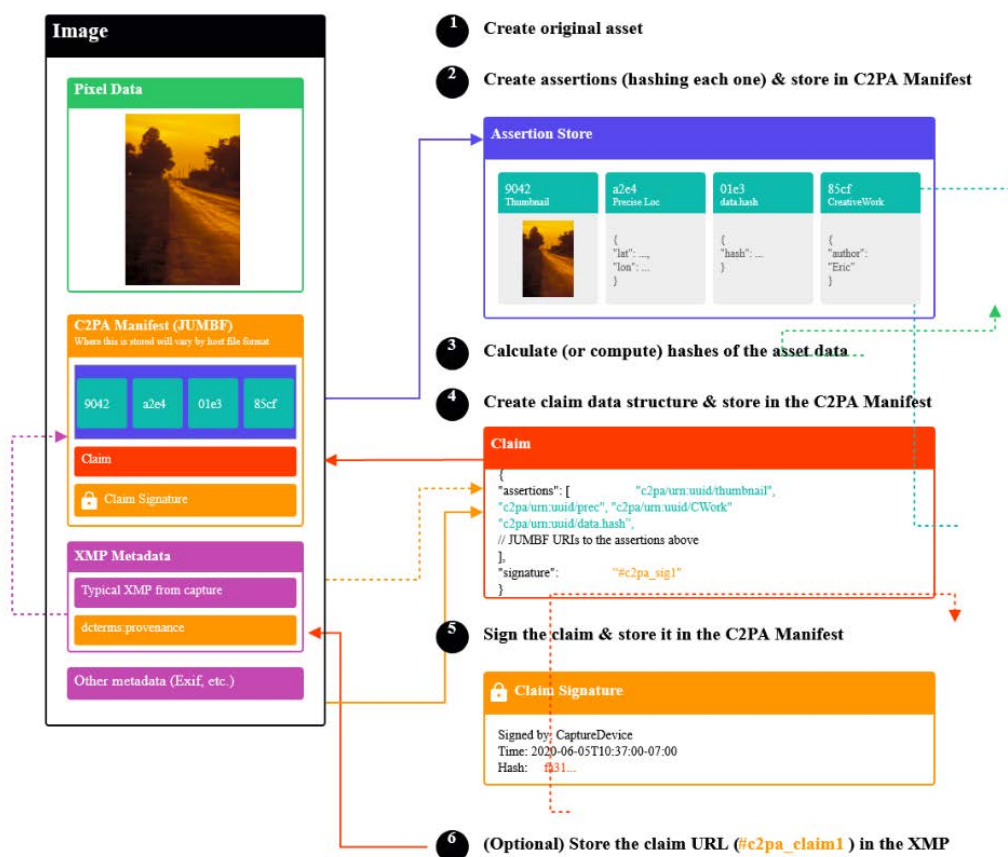 Image
Pixel Data
C2PA Manifest (JUMBF)
Where this is stored will vary by host file format
9042 a2e4 01e3 85cf
Claim
Claim Signature
XMP Metadata
Typical XMP from capture
dcterms:provenance
Other metadata (Exif, etc.)
1 Create original asset
2 Create assertions (hashing each one) & store in C2PA Manifest
Assertion Store
9042
Thumbnail
a2e4
Precise Loc
{
"lat": ...,
"lon": ...
}
01e3
data.hash
{
"hash": ...
}
85cf
CreativeWork
{
"author":
"Eric"
}
3 Calculate (or compute) hashes of the asset data
4 Create claim data structure & store in the C2PA Manifest
Claim
{
"assertions": [ "c2pa/urn:uuid/thumbnail",
"c2pa/urn:uuid/prec", "c2pa/urn:uuid/CWork"
"c2pa/urn:uuid/data.hash",
// JUMBF URIs to the assertions above
],
"signature": "#c2pa_sig1"
}
5 Sign the claim & store it in the C2PA Manifest
Claim Signature
Signed by: CaptureDevice
Time: 2020-06-05T10:37:00-07:00
Hash: fa31...
6 (Optional) Store the claim URL (#c2pa_claim1 ) in the XMP